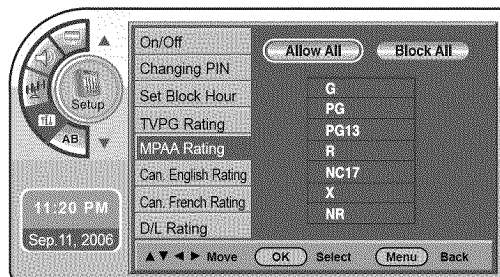 Setup
AB
11:20 PM
Sep.11, 2006
On/Off
Changing PIN
Set Block Hour
TVPG Rating
MPAA Rating
Can. English Rating
Can. French Rating
D/L Rating
Allow All
Block All
G
PG
PG13
R
NC17
X
NR
▲▼◄► Move OK Select Menu Back